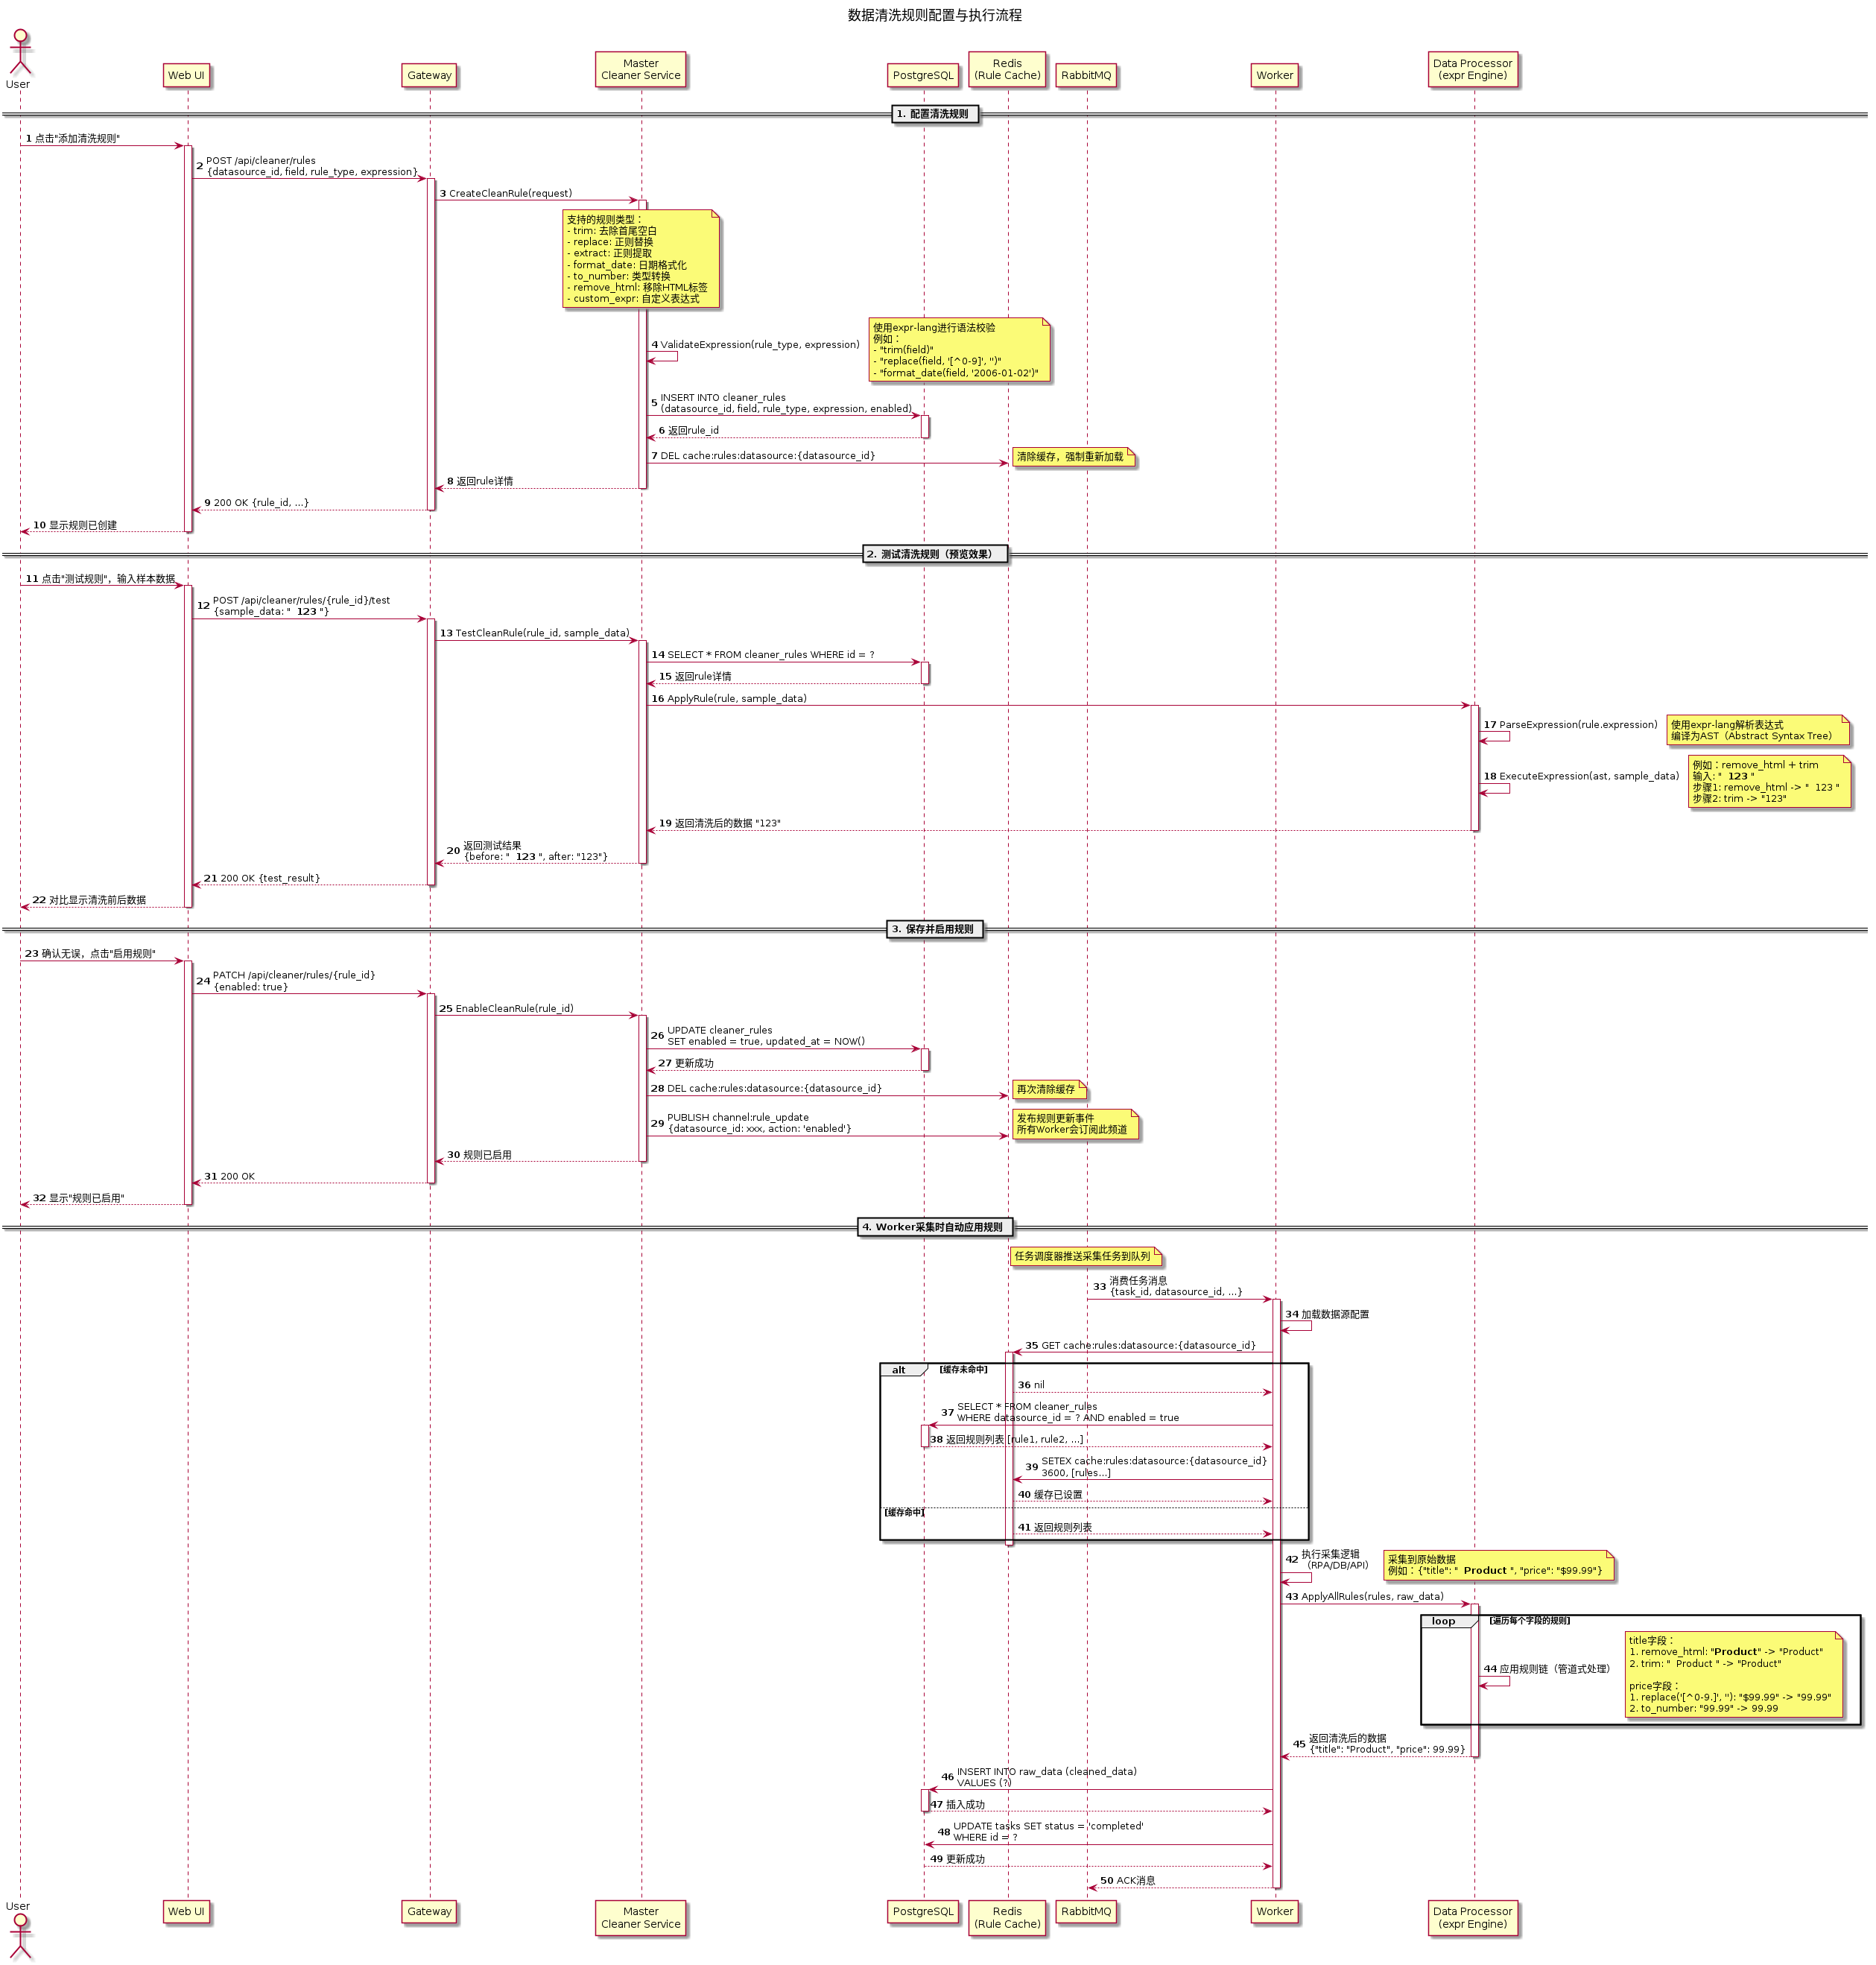 数据清洗规则配置与执行流程
User
Web UI
Gateway
Master
Cleaner Service
PostgreSQL
Redis
(Rule Cache)
RabbitMQ
Worker
Data Processor
(expr Engine)
1. 配置清洗规则
1 点击"添加清洗规则"
2 POST /api/cleaner/rules
{datasource_id, field, rule_type, expression}
3 CreateCleanRule(request)
支持的规则类型：
- trim: 去除首尾空白
- replace: 正则替换
- extract: 正则提取
- format_date: 日期格式化
- to_number: 类型转换
- remove_html: 移除HTML标签
- custom_expr: 自定义表达式
4 ValidateExpression(rule_type, expression)
使用expr-lang进行语法校验
例如：
- "trim(field)"
- "replace(field, '[^0-9]', '')"
- "format_date(field, '2006-01-02')"
5 INSERT INTO cleaner_rules
(datasource_id, field, rule_type, expression, enabled)
6 返回rule_id
7 DEL cache:rules:datasource:{datasource_id}
清除缓存，强制重新加载
8 返回rule详情
9 200 OK {rule_id, ...}
10 显示规则已创建
2. 测试清洗规则（预览效果）
11 点击"测试规则"，输入样本数据
12 POST /api/cleaner/rules/{rule_id}/test
{sample_data: "  123 "}
13 TestCleanRule(rule_id, sample_data)
14 SELECT * FROM cleaner_rules WHERE id = ?
15 返回rule详情
16 ApplyRule(rule, sample_data)
17 ParseExpression(rule.expression)
使用expr-lang解析表达式
编译为AST（Abstract Syntax Tree）
18 ExecuteExpression(ast, sample_data)
例如：remove_html + trim
输入: "  123 "
步骤1: remove_html -> "  123 "
步骤2: trim -> "123"
19 返回清洗后的数据 "123"
20 返回测试结果
{before: "  123 ", after: "123"}
21 200 OK {test_result}
22 对比显示清洗前后数据
3. 保存并启用规则
23 确认无误，点击"启用规则"
24 PATCH /api/cleaner/rules/{rule_id}
{enabled: true}
25 EnableCleanRule(rule_id)
26 UPDATE cleaner_rules
SET enabled = true, updated_at = NOW()
27 更新成功
28 DEL cache:rules:datasource:{datasource_id}
再次清除缓存
29 PUBLISH channel:rule_update
{datasource_id: xxx, action: 'enabled'}
发布规则更新事件
所有Worker会订阅此频道
30 规则已启用
31 200 OK
32 显示"规则已启用"
4. Worker采集时自动应用规则
任务调度器推送采集任务到队列
33 消费任务消息
{task_id, datasource_id, ...}
34 加载数据源配置
35 GET cache:rules:datasource:{datasource_id}
alt [缓存未命中]
36 nil
37 SELECT * FROM cleaner_rules
WHERE datasource_id = ? AND enabled = true
38 返回规则列表 [rule1, rule2, ...]
39 SETEX cache:rules:datasource:{datasource_id}
3600, [rules...]
40 缓存已设置
[缓存命中]
41 返回规则列表
42 执行采集逻辑
（RPA/DB/API）
采集到原始数据
例如：{"title": "  Product ", "price": "$99.99"}
43 ApplyAllRules(rules, raw_data)
loop [遍历每个字段的规则]
44 应用规则链（管道式处理）
title字段：
1. remove_html: "Product" -> "Product"
2. trim: "  Product " -> "Product"
price字段：
1. replace('[^0-9.]', ''): "$99.99" -> "99.99"
2. to_number: "99.99" -> 99.99
45 返回清洗后的数据
{"title": "Product", "price": 99.99}
46 INSERT INTO raw_data (cleaned_data)
VALUES (?)
47 插入成功
48 UPDATE tasks SET status = 'completed'
WHERE id = ?
49 更新成功
50 ACK消息
User
Web UI
Gateway
Master
Cleaner Service
PostgreSQL
Redis
(Rule Cache)
RabbitMQ
Worker
Data Processor
(expr Engine)